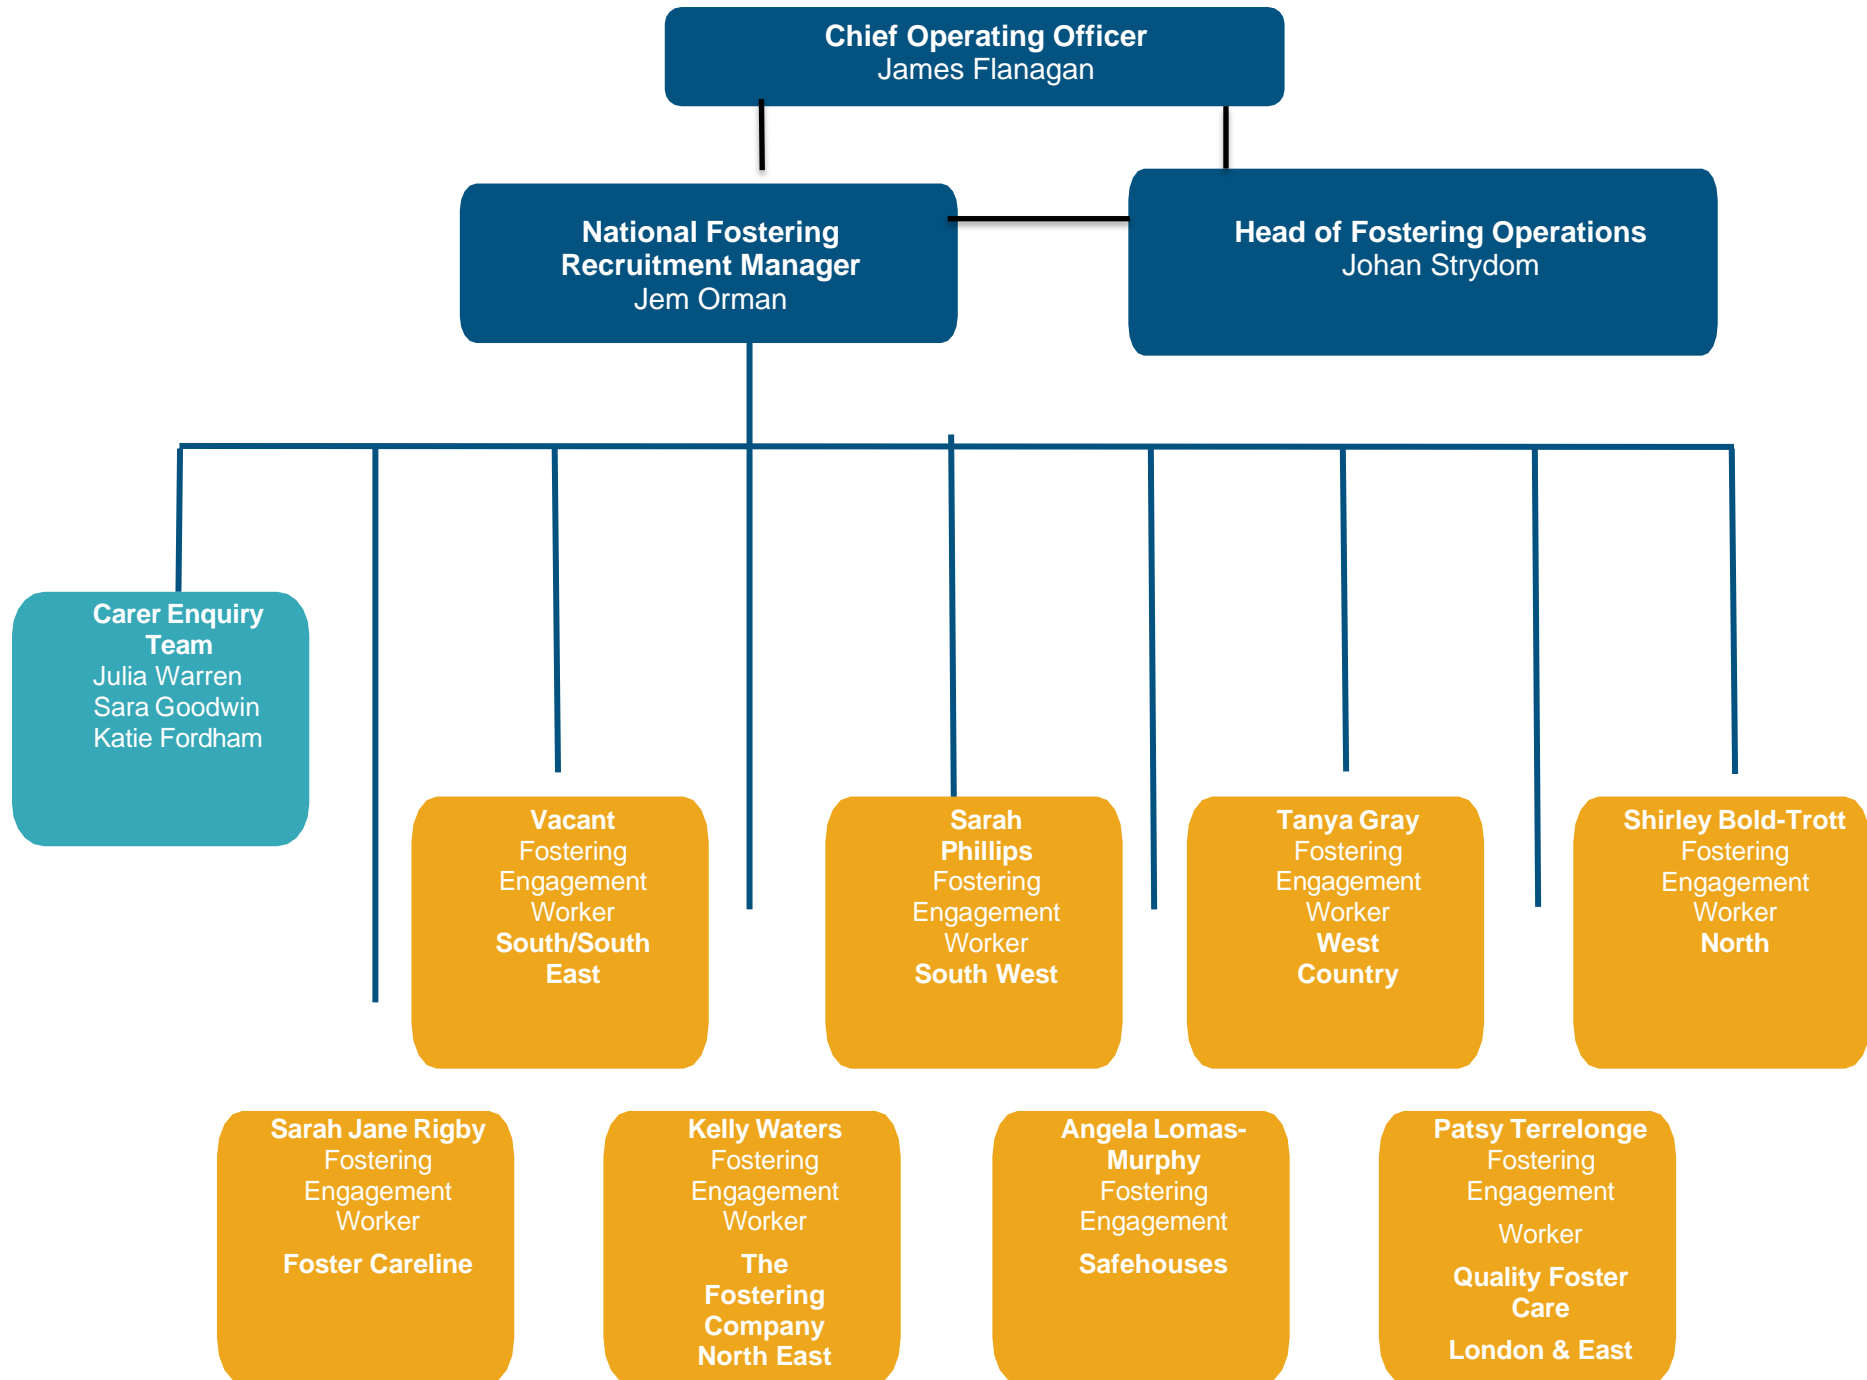 Chief Operating Officer
James Flanagan
National Fostering
Recruitment Manager
Jem Orman
Head of Fostering Operations
Johan Strydom
Carer Enquiry
Team
Julia Warren
Sara Goodwin
Katie Fordham
Vacant
Fostering
Engagement
Worker
South/South
East
Sarah
Phillips
Fostering
Engagement
Worker
South West
Tanya Gray
Fostering
Engagement
Worker
West
Country
Shirley Bold-Trott
Fostering
Engagement
Worker
North
Sarah Jane Rigby
Fostering
Engagement
Worker
Foster Careline
Kelly Waters
Fostering
Engagement
Worker
The
Fostering
Company
North East
Angela Lomas-
Murphy
Fostering
Engagement
Safehouses
Patsy Terrelonge
Fostering
Engagement
Worker
Quality Foster
Care
London & East